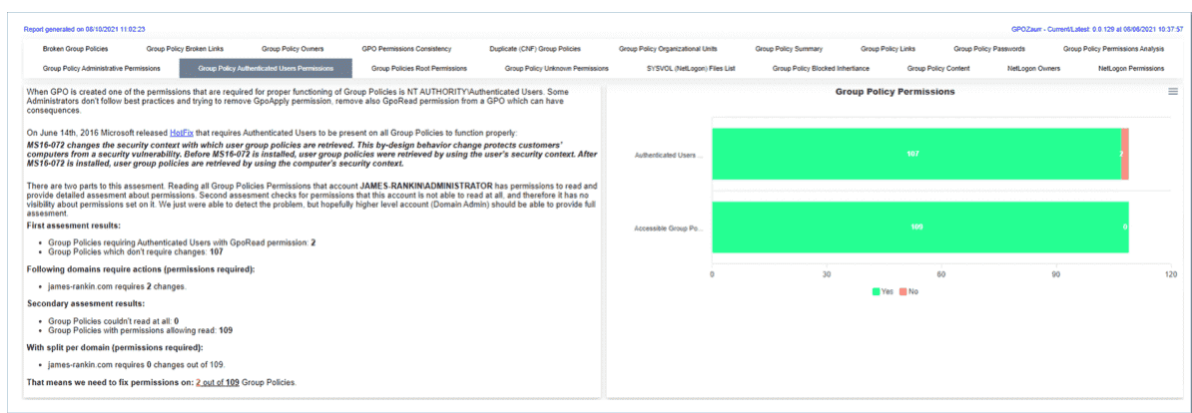 Report generated on 08/10/2021 11:02:23
GPOZaurr - Current/Latest: 0.0.129 at 08/08/2021 10:37:57
Broken Group Policies Group Policy Broken Links Group Policy Owners GPO Permissions Consistency Duplicate (CNF) Group Policies Group Policy Organizational Units Group Policy Summary Group Policy Links Group Policy Passwords Group Policy Permissions Analysis
Group Policy Administrative Permissions Group Policy Authenticated Users Permissions Group Policies Root Permissions Group Policy Unknown Permissions SYSVOL (NetLogon) Files List Group Policy Blocked Inheritance Group Policy Content NetLogon Owners NetLogon Permissions
When GPO is created one of the permissions that are required for proper functioning of Group Policies is NT AUTHORITY\Authenticated Users. Some
Administrators don't follow best practices and trying to remove GpoApply permission, remove also GpoRead permission from a GPO which can have
consequences.
On June 14th, 2016 Microsoft released HotFix that requires Authenticated Users to be present on all Group Policies to function properly:
MS16-072 changes the security context with which user group policies are retrieved. This by-design behavior change protects customers'
computers from a security vulnerability. Before MS16-072 is installed, user group policies were retrieved by using the user's security context. After
MS16-072 is installed, user group policies are retrieved by using the computer's security context.
There are two parts to this assesment. Reading all Group Policies Permissions that account JAMES-RANKIN\ADMINISTRATOR has permissions to read and
provide detailed assesment about permissions. Second assesment checks for permissions that this account is not able to read at all, and therefore it has no
visibility about permissions set on it. We just were able to detect the problem, but hopefully higher level account (Domain Admin) should be able to provide full
assesment.
First assesment results:
• Group Policies requiring Authenticated Users with GpoRead permission: 2
• Group Policies which don't require changes: 107
Following domains require actions (permissions required):
• james-rankin.com requires 2 changes.
Secondary assesment results:
• Group Policies couldn't read at all: 0
• Group Policies with permissions allowing read: 109
With split per domain (permissions required):
• james-rankin.com requires 0 changes out of 109.
That means we need to fix permissions on: 2 out of 109 Group Policies.
Group Policy Permissions
Authenticated Users ...
107 2
Accessible Group Po...
109 0
0 30 60 90 120
Yes No